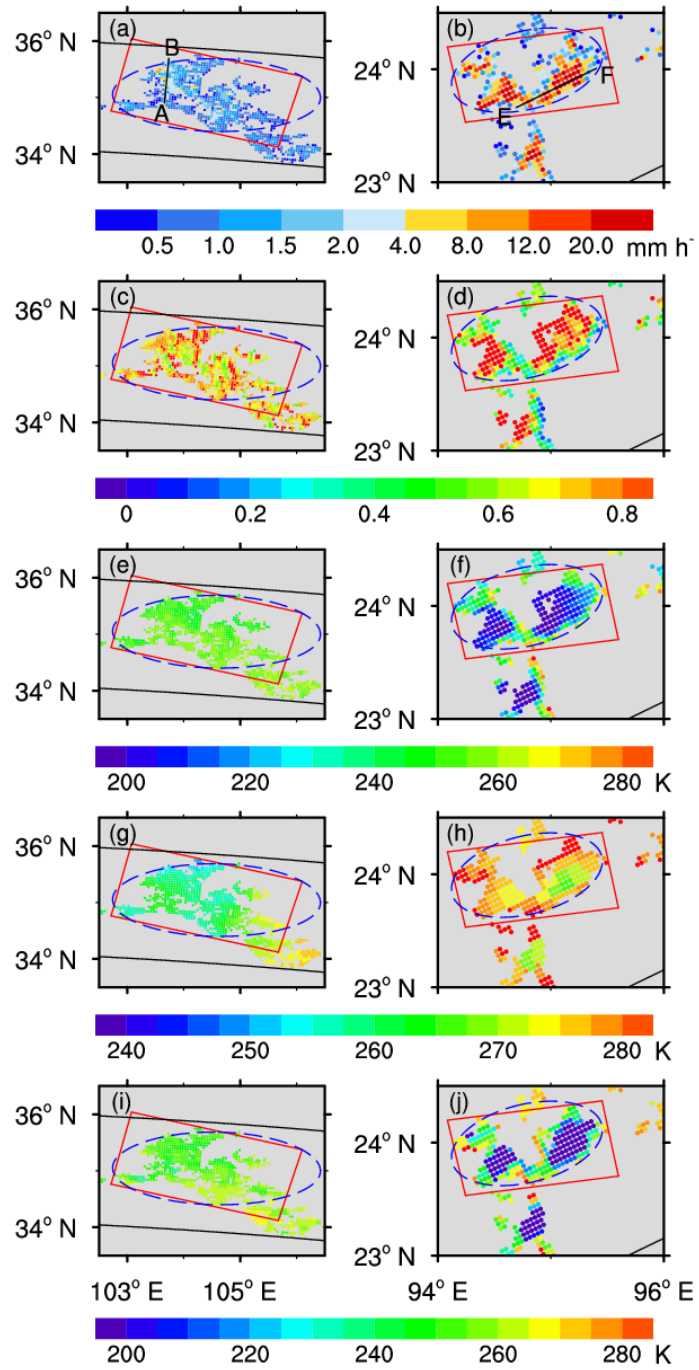 (a) (b)
36° N
B
24° N
F
A
E
34° N
23° N
0.5 1.0 1.5 2.0 4.0 8.0 12.0 20.0 mm h⁻
(c) (d)
36° N
24° N
34° N
23° N
0 0.2 0.4 0.6 0.8
(e) (f)
36° N
24° N
34° N
23° N
200 220 240 260 280 K
(g) (h)
36° N
24° N
34° N
23° N
240 250 260 270 280 K
(i) (j)
36° N
24° N
34° N
23° N
103° E 105° E 94° E 96° E
200 220 240 260 280 K